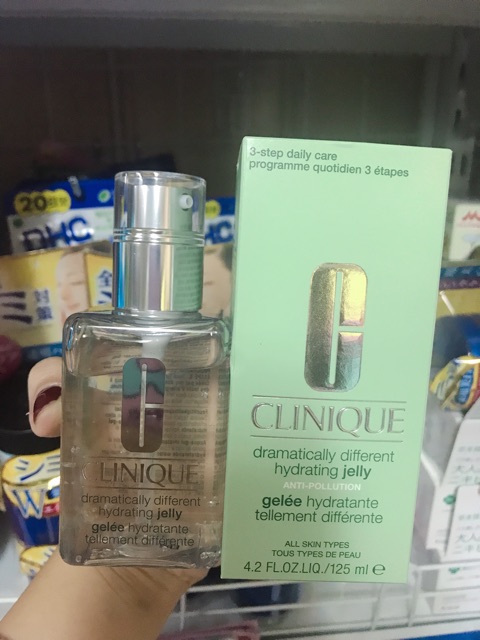 3-step daily care
programme quotidien 3 étapes
CLINIQUE
dramatically different
hydrating jelly
ANTI-POLLUTION
gelée hydratante
tellement différente
ALL SKIN TYPES
TOUS TYPES DE PEAU
4.2 FL.OZ.LIQ./125 ml e
CLINIQUE
dramatically different
hydrating jelly
gelée hydratante
tellement différente
DHC
対策